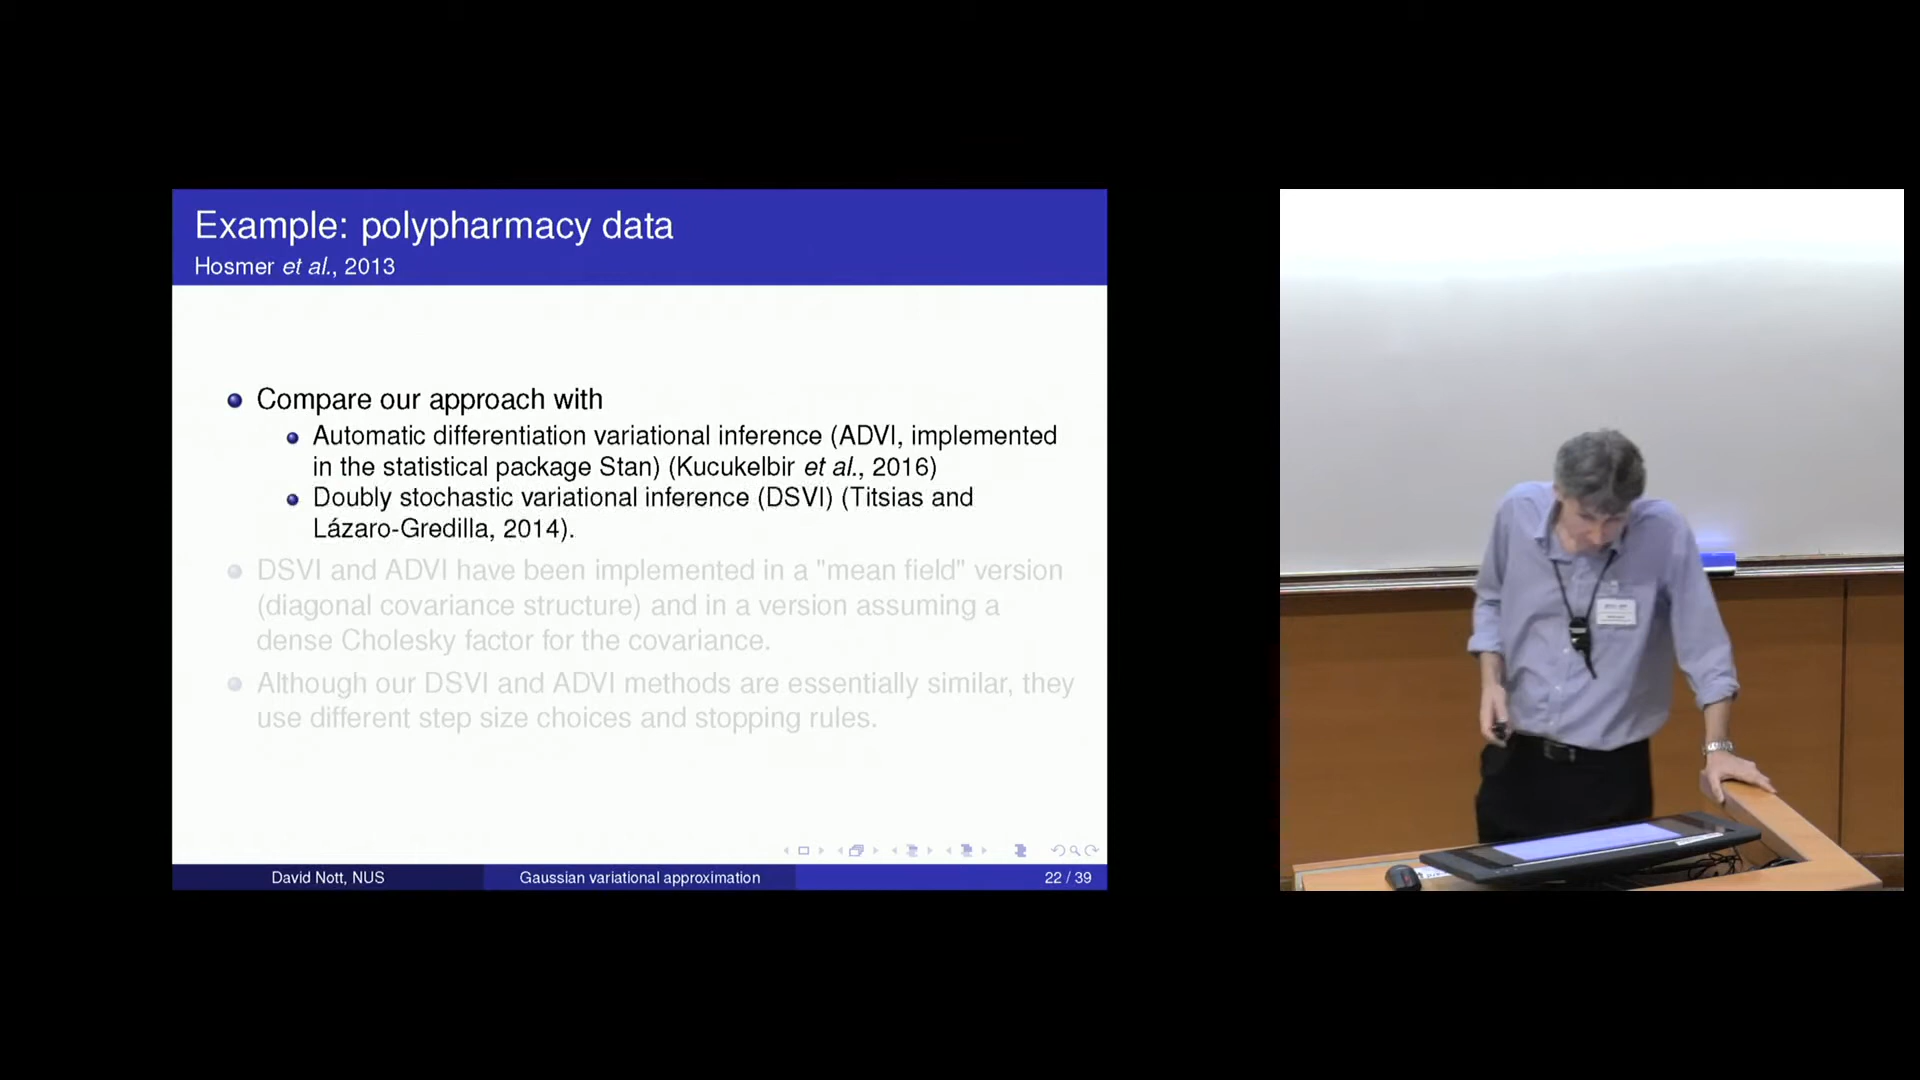 Example: polypharmacy data
Hosmer et al., 2013
Compare our approach with
Automatic differentiation variational inference (ADVI, implemented
in the statistical package Stan) (Kucukelbir et al., 2016)
Doubly stochastic variational inference (DSVI) (Titsias and
Lázaro-Gredilla, 2014).
DSVI and ADVI have been implemented in a "mean field" version
(diagonal covariance structure) and in a version assuming a
dense Cholesky factor for the covariance.
Although our DSVI and ADVI methods are essentially similar, they
use different step size choices and stopping rules.
David Nott, NUS
Gaussian variational approximation
22 / 39